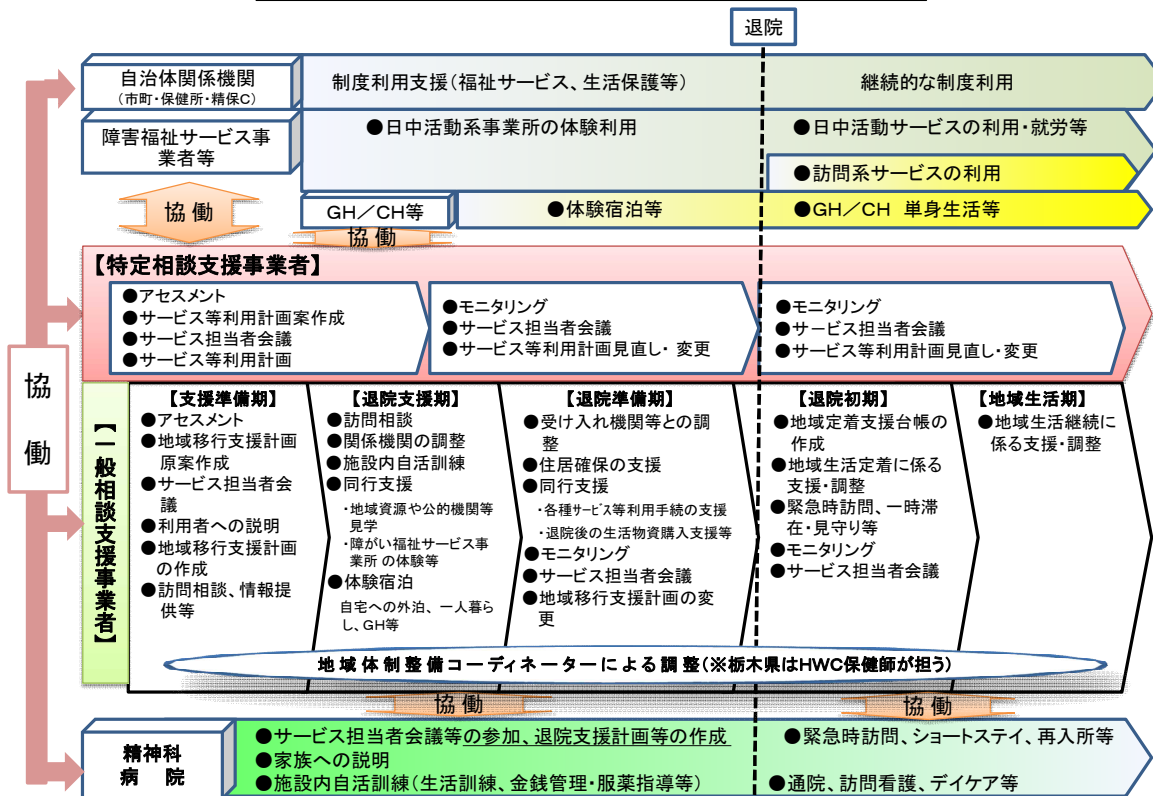 退院
自治体関係機関
(市町・保健所・精保C)
制度利用支援(福祉サービス、生活保護等)
継続的な制度利用
障害福祉サービス事
業者等
●日中活動系事業所の体験利用
●日中活動サービスの利用・就労等
●訪問系サービスの利用
協 働
GH/CH等
●体験宿泊等
●GH/CH 単身生活等
協 働
【特定相談支援事業者】
●アセスメント
●サービス等利用計画案作成
●サービス担当者会議
●サービス等利用計画
●モニタリング
●サービス担当者会議
●サービス等利用計画見直し・ 変更
●モニタリング
●サービス担当者会議
●サービス等利用計画見直し・変更
協
働
【一般相談支援事業者】
【支援準備期】
●アセスメント
●地域移行支援計画
原案作成
●サービス担当者会
議
●利用者への説明
●地域移行支援計画
の作成
●訪問相談、情報提
供等
【退院支援期】
●訪問相談
●関係機関の調整
●施設内自活訓練
●同行支援
・地域資源や公的機関等
見学
・障がい福祉サービス事
業所 の体験等
●体験宿泊
自宅への外泊、一人暮ら
し、GH等
【退院準備期】
●受け入れ機関等との調
整
●住居確保の支援
●同行支援
・各種サービス等利用手続の支援
・退院後の生活物資購入支援等
●モニタリング
●サービス担当者会議
●地域移行支援計画の変
更
【退院初期】
●地域定着支援台帳の
作成
●地域生活定着に係る
支援・調整
●緊急時訪問、一時滞
在・見守り等
●モニタリング
●サービス担当者会議
【地域生活期】
●地域生活継続に
係る支援・調整
地域体制整備コーディネーターによる調整(※栃木県はHWC保健師が担う)
協 働
協 働
精神科
病 院
●サービス担当者会議等の参加、退院支援計画等の作成
●家族への説明
●施設内自活訓練(生活訓練、金銭管理・服薬指導等)
●緊急時訪問、ショートステイ、再入所等
●通院、訪問看護、デイケア等